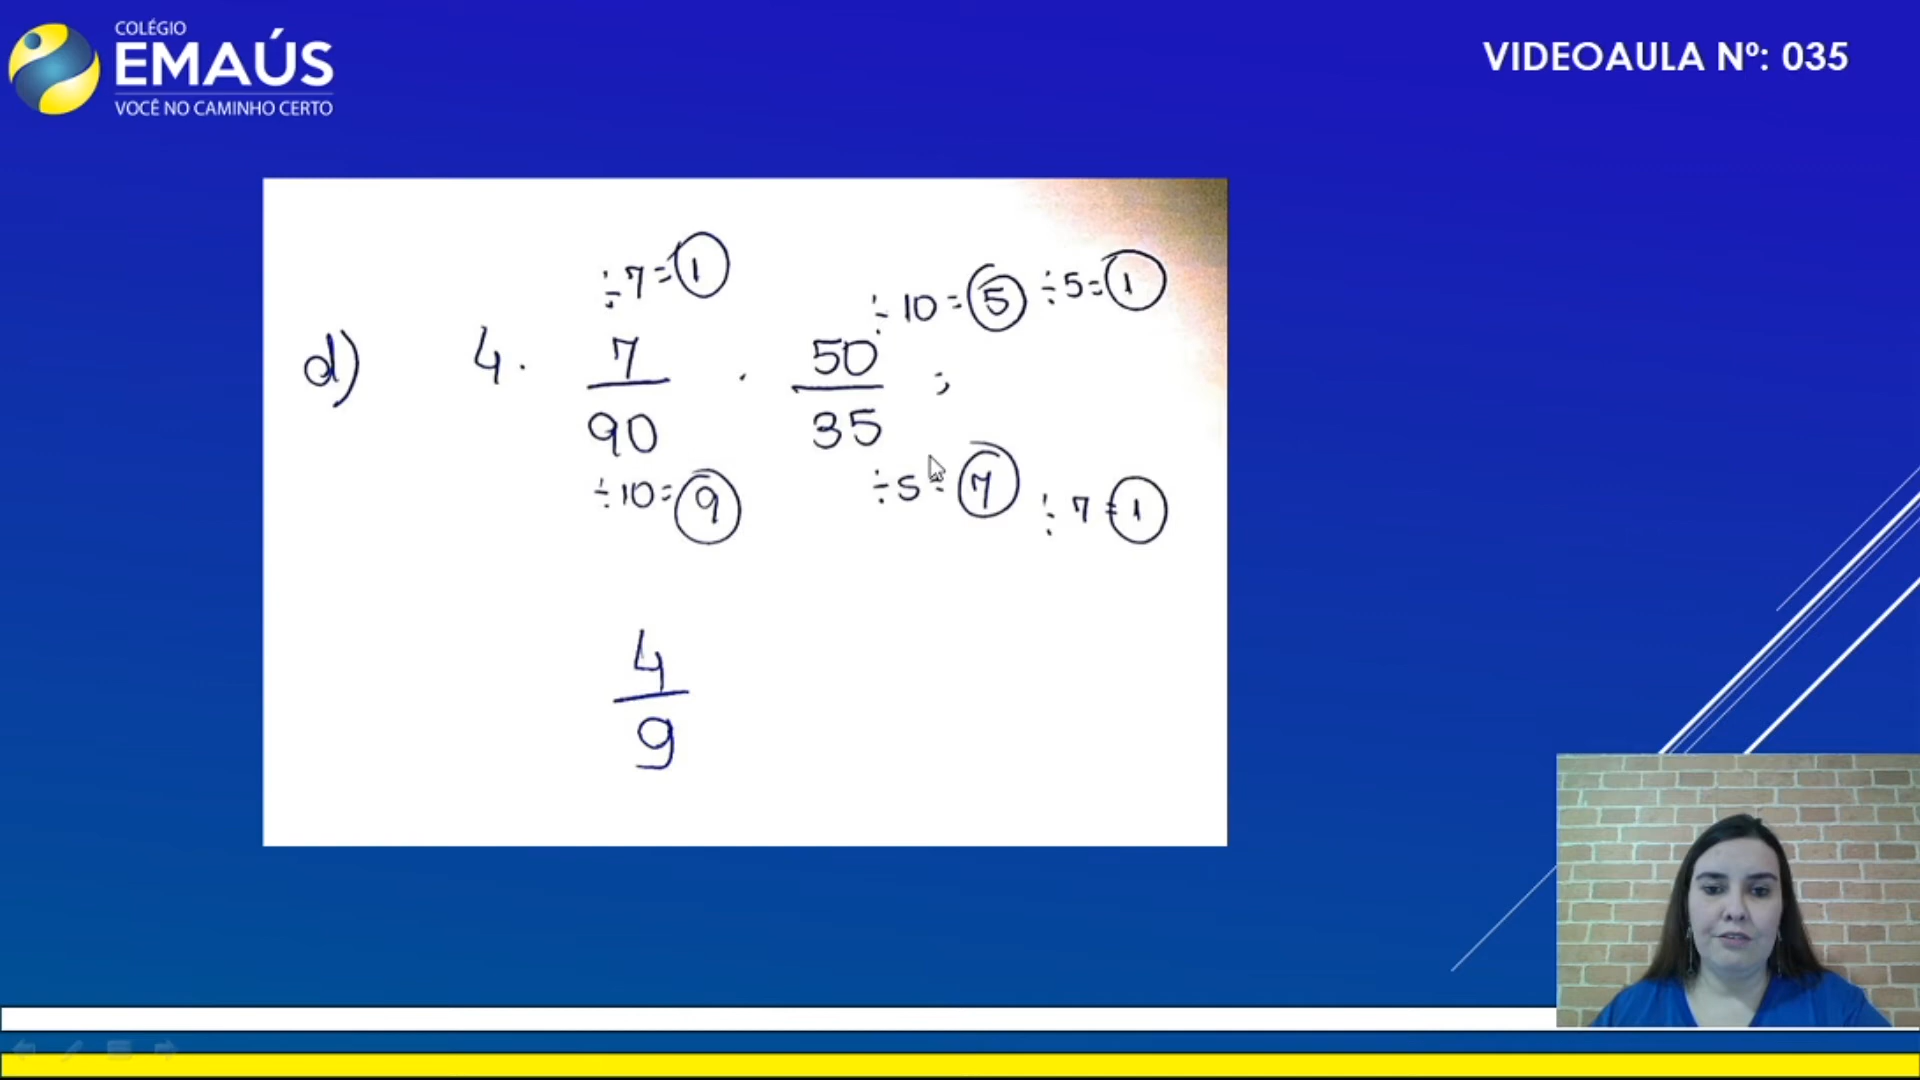 COLÉGIO
EMAÚS
VOCÊ NO CAMINHO CERTO
VIDEOAULA Nº: 035
÷7=1
÷10=5 ÷5=1
d) 4. 7/90 . 50/35 ;
÷10=9
÷5=7 ÷7=1
4/9